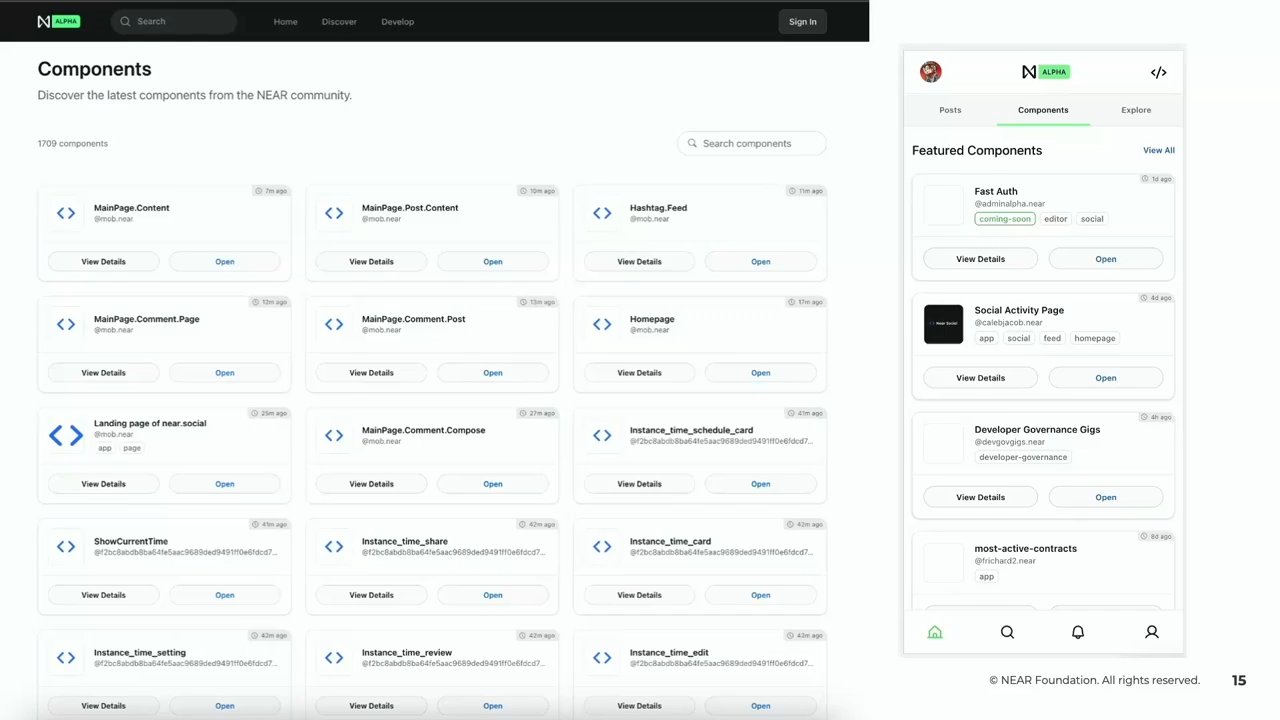 ALPHA
Search
Home
Discover
Develop
Sign In
Components
Discover the latest components from the NEAR community.
1709 components
Search components
7m ago
MainPage.Content
@mob.near
View Details
Open
10m ago
MainPage.Post.Content
@mob.near
View Details
Open
11m ago
Hashtag.Feed
@mob.near
View Details
Open
12m ago
MainPage.Comment.Page
@mob.near
View Details
Open
13m ago
MainPage.Comment.Post
@mob.near
View Details
Open
17m ago
Homepage
@mob.near
View Details
Open
25m ago
Landing page of near.social
@mob.near
app
page
View Details
Open
27m ago
MainPage.Comment.Compose
@mob.near
View Details
Open
41m ago
Instance_time_schedule_card
@f2bc8abdb8ba64fe5aac9689ded9491ff0e6fdcd7...
View Details
Open
41m ago
ShowCurrentTime
@f2bc8abdb8ba64fe5aac9689ded9491ff0e6fdcd7...
View Details
Open
42m ago
Instance_time_share
@f2bc8abdb8ba64fe5aac9689ded9491ff0e6fdcd7...
View Details
Open
42m ago
Instance_time_card
@f2bc8abdb8ba64fe5aac9689ded9491ff0e6fdcd7...
View Details
Open
42m ago
Instance_time_setting
@f2bc8abdb8ba64fe5aac9689ded9491ff0e6fdcd7...
View Details
Open
42m ago
Instance_time_review
@f2bc8abdb8ba64fe5aac9689ded9491ff0e6fdcd7...
View Details
Open
42m ago
Instance_time_edit
@f2bc8abdb8ba64fe5aac9689ded9491ff0e6fdcd7...
View Details
Open
ALPHA
Posts
Components
Explore
Featured Components
View All
1d ago
Fast Auth
@adminalpha.near
coming-soon
editor
social
View Details
Open
4d ago
Near Social
Social Activity Page
@calebjacob.near
app
social
feed
homepage
View Details
Open
4h ago
Developer Governance Gigs
@devgovgigs.near
developer-governance
View Details
Open
8d ago
most-active-contracts
@frichard2.near
app
© NEAR Foundation. All rights reserved.
15